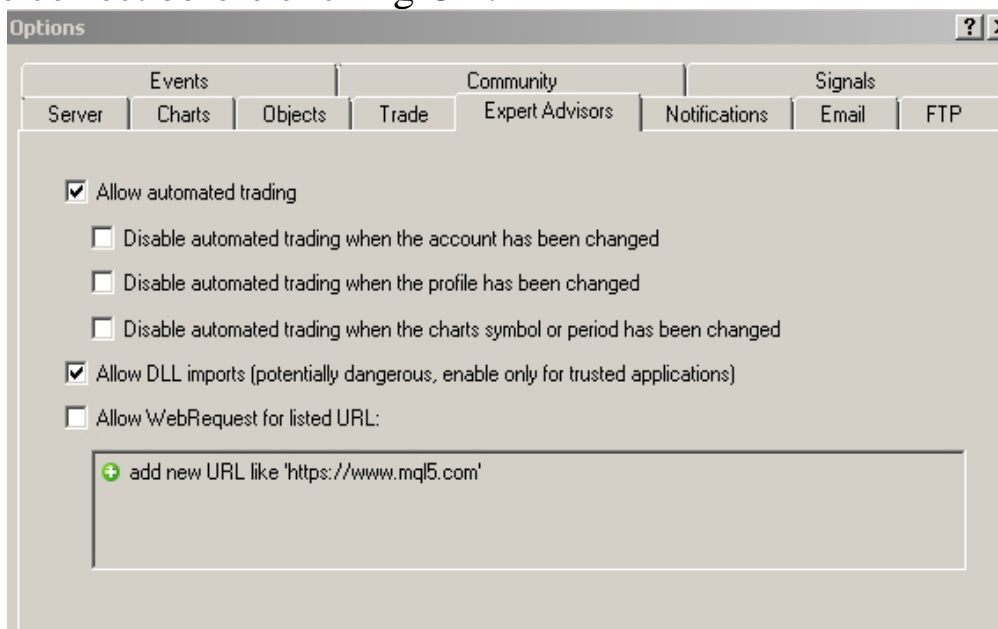 Options ?
Events Community Signals
Server Charts Objects Trade Expert Advisors Notifications Email FTP
Allow automated trading
Disable automated trading when the account has been changed
Disable automated trading when the profile has been changed
Disable automated trading when the charts symbol or period has been changed
Allow DLL imports (potentially dangerous, enable only for trusted applications)
Allow WebRequest for listed URL:
add new URL like 'https://www.mql5.com'